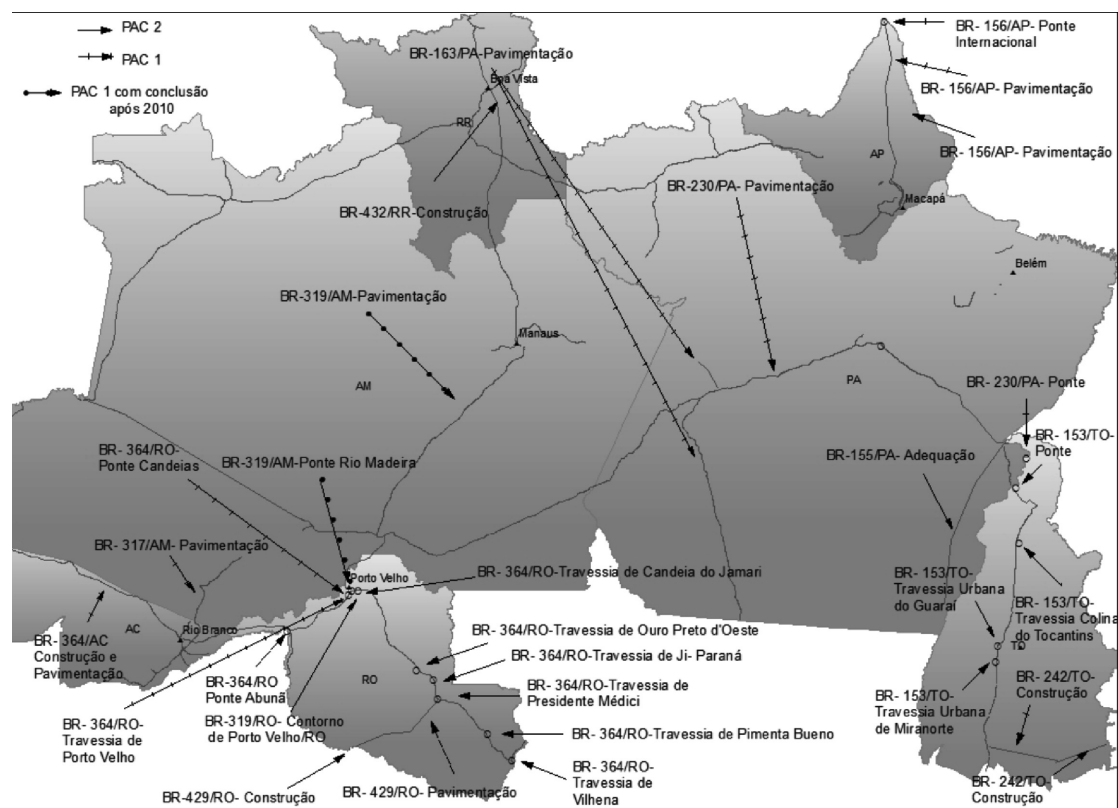 PAC 2
PAC 1
PAC 1 com conclusão
após 2010
BR-163/PA-Pavimentação
Boa Vista
RR
BR-432/RR-Construção
BR- 156/AP- Ponte
Internacional
BR- 156/AP- Pavimentação
BR- 156/AP- Pavimentação
AP
Macapá
BR-230/PA- Pavimentação
Belém
BR-319/AM-Pavimentação
Manaus
AM
PA
BR- 230/PA- Ponte
BR- 153/TO-
Ponte
BR- 364/RO-
Ponte Candeias
BR-319/AM-Ponte Rio Madeira
BR-155/PA- Adequação
BR- 317/AM- Pavimentação
Porto Velho
BR- 364/RO-Travessia de Candeia do Jamari
BR- 153/TO-
Travessia Urbana
do Guaraí
BR- 153/TO-
Travessia Colina
do Tocantins
TO
AC
Rio Branco
BR- 364/AC
Construção e
Pavimentação
BR-364/RO
Ponte Abunã
RO
BR- 364/RO-Travessia de Ouro Preto d'Oeste
BR- 364/RO-Travessia de Ji- Paraná
BR- 364/RO-Travessia de
Presidente Médici
BR- 242/TO-
Construção
BR- 153/TO-
Travessia Urbana
de Miranorte
BR- 364/RO-
Travessia de
Porto Velho
BR-319/RO- Contorno
de Porto Velho/RO
BR- 364/RO-Travessia de Pimenta Bueno
BR- 364/RO-
Travessia de
Vilhena
BR-429/RO- Construção
BR- 429/RO- Pavimentação
BR- 242/TO-
Construção